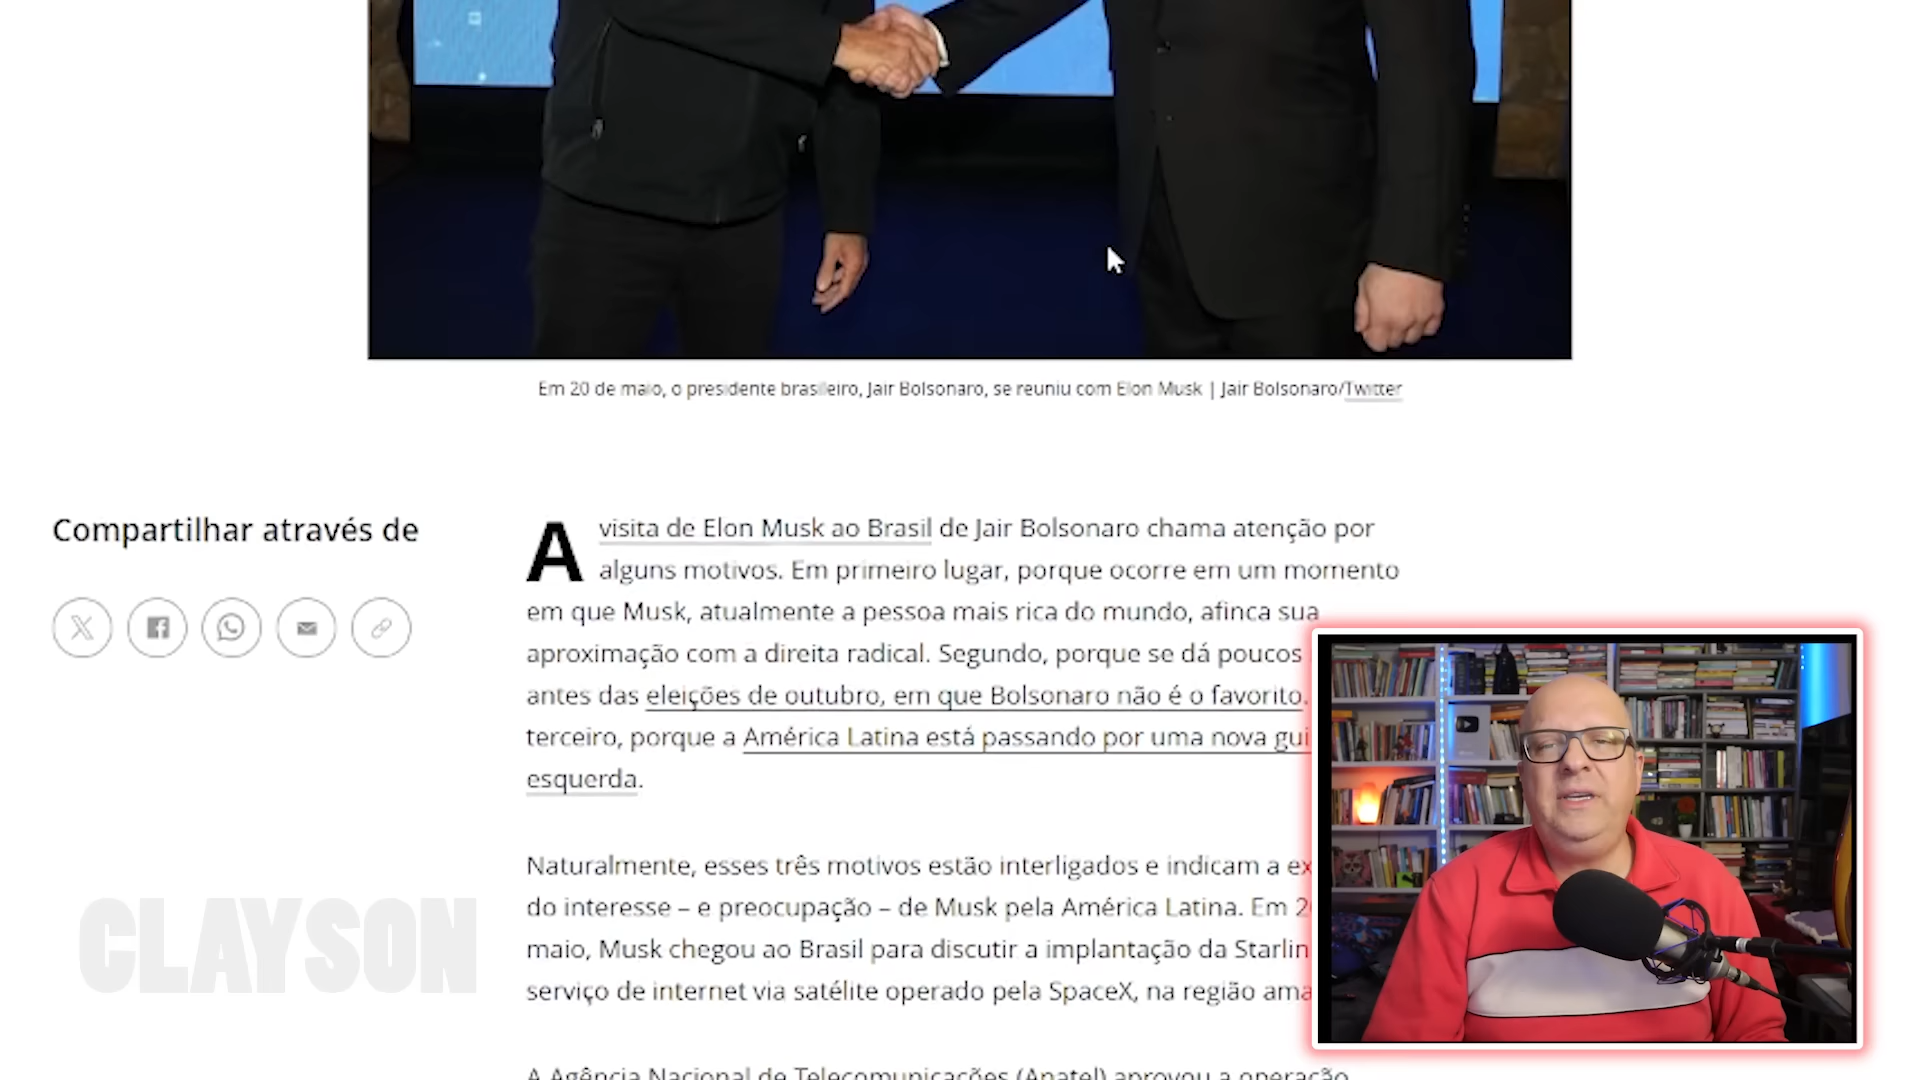 Em 20 de maio, o presidente brasileiro, Jair Bolsonaro, se reuniu com Elon Musk | Jair Bolsonaro/Twitter
Compartilhar através de
A visita de Elon Musk ao Brasil de Jair Bolsonaro chama atenção por
alguns motivos. Em primeiro lugar, porque ocorre em um momento
em que Musk, atualmente a pessoa mais rica do mundo, afinca sua
aproximação com a direita radical. Segundo, porque se dá poucos
antes das eleições de outubro, em que Bolsonaro não é o favorito.
terceiro, porque a América Latina está passando por uma nova gui
esquerda.
Naturalmente, esses três motivos estão interligados e indicam a ex
do interesse – e preocupação – de Musk pela América Latina. Em 2
maio, Musk chegou ao Brasil para discutir a implantação da Starlin
serviço de internet via satélite operado pela SpaceX, na região ama
A Agência Nacional de Telecomunicações (Anatel) aprovou a operação
CLAYSON